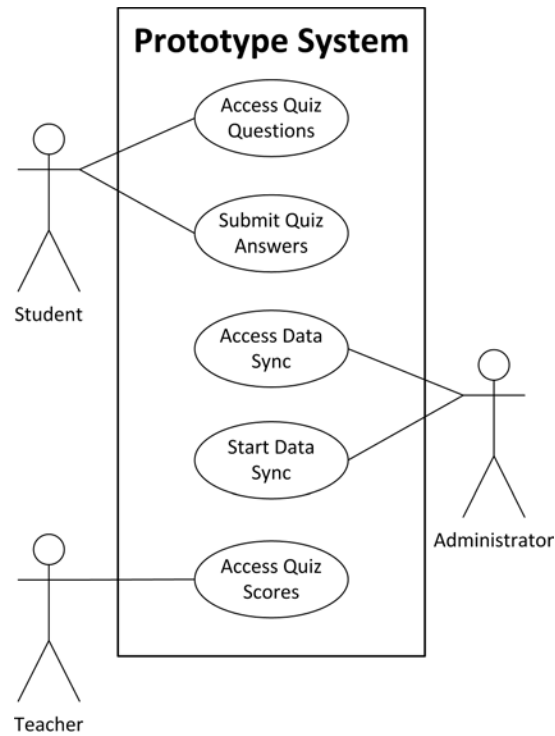 Prototype System
Access Quiz
Questions
Submit Quiz
Answers
Student
Access Data
Sync
Start Data
Sync
Administrator
Access Quiz
Scores
Teacher